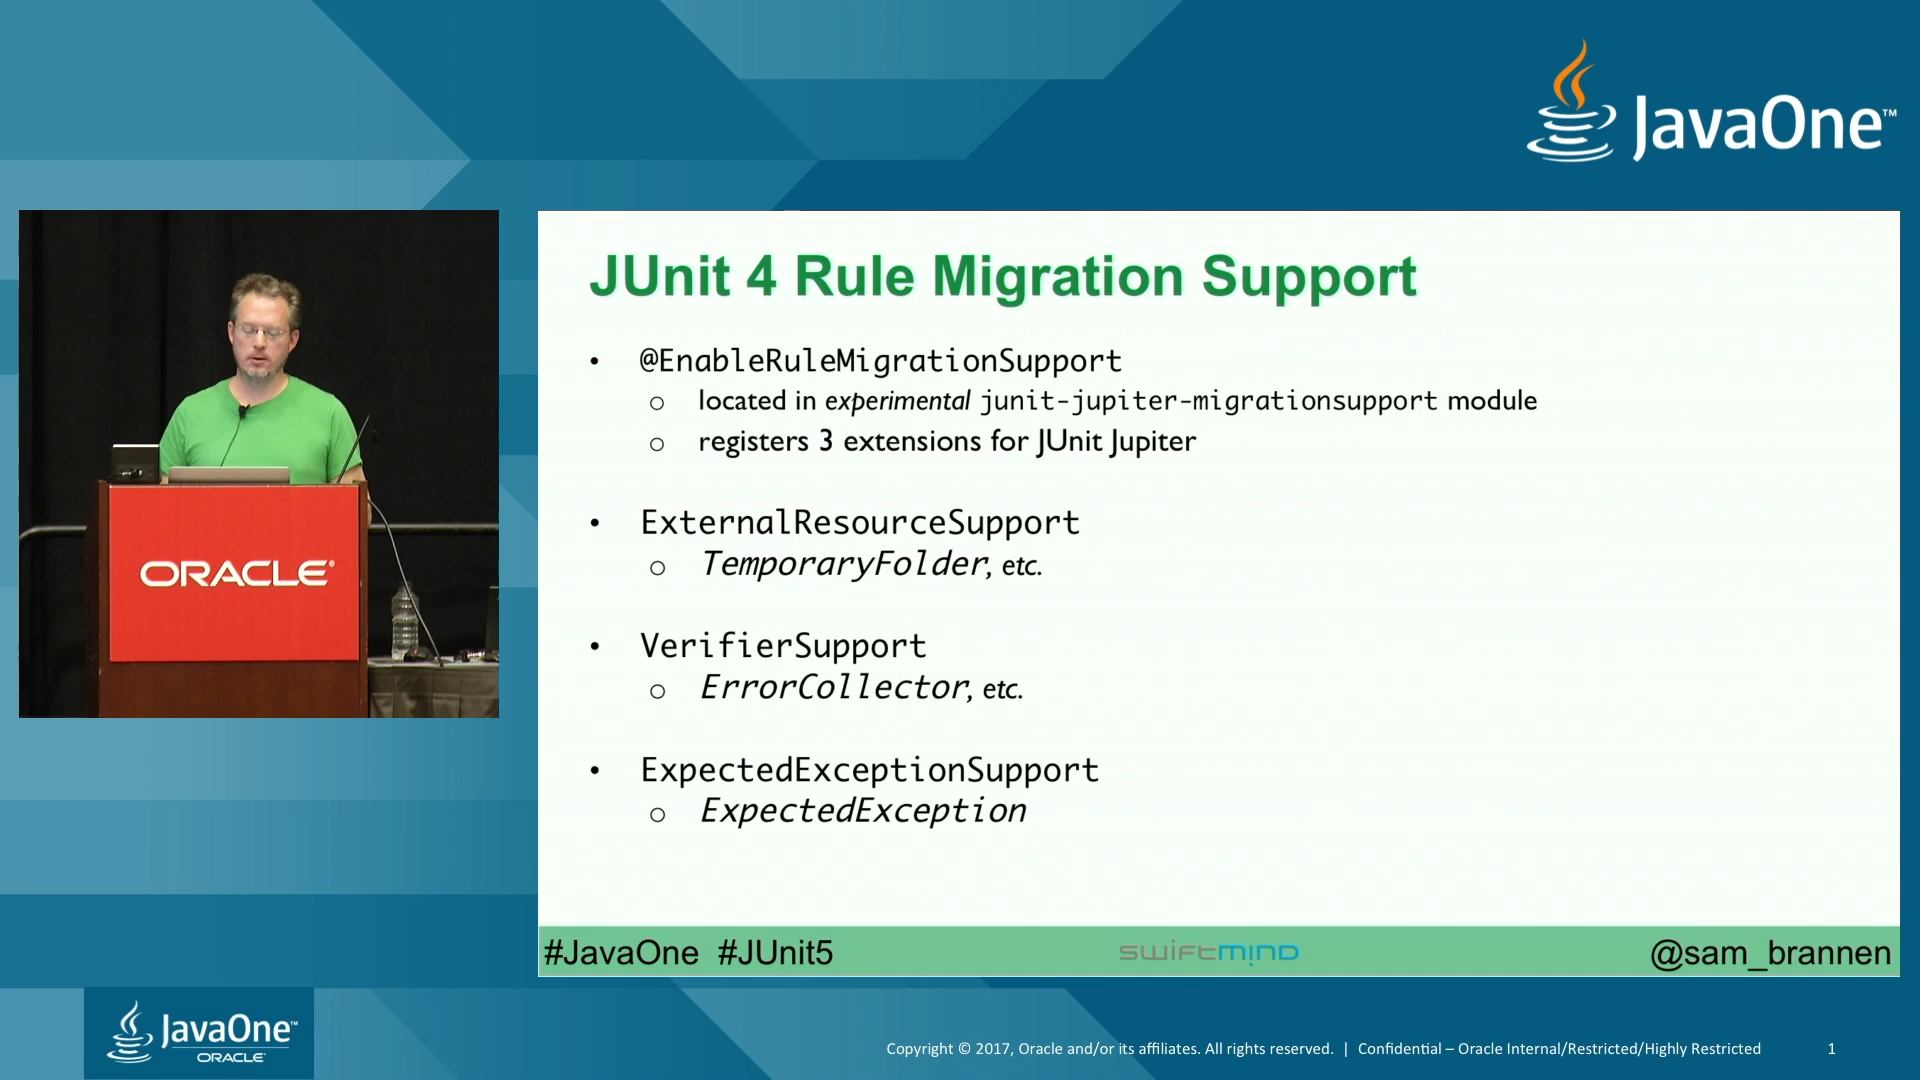 JavaOne™
JUnit 4 Rule Migration Support
• @EnableRuleMigrationSupport
o located in experimental junit-jupiter-migrationsupport module
o registers 3 extensions for JUnit Jupiter
• ExternalResourceSupport
o TemporaryFolder, etc.
• VerifierSupport
o ErrorCollector, etc.
• ExpectedExceptionSupport
o ExpectedException
ORACLE®
#JavaOne #JUnit5
swiftmind
@sam_brannen
JavaOne™
ORACLE®
Copyright © 2017, Oracle and/or its affiliates. All rights reserved. | Confidential – Oracle Internal/Restricted/Highly Restricted 1